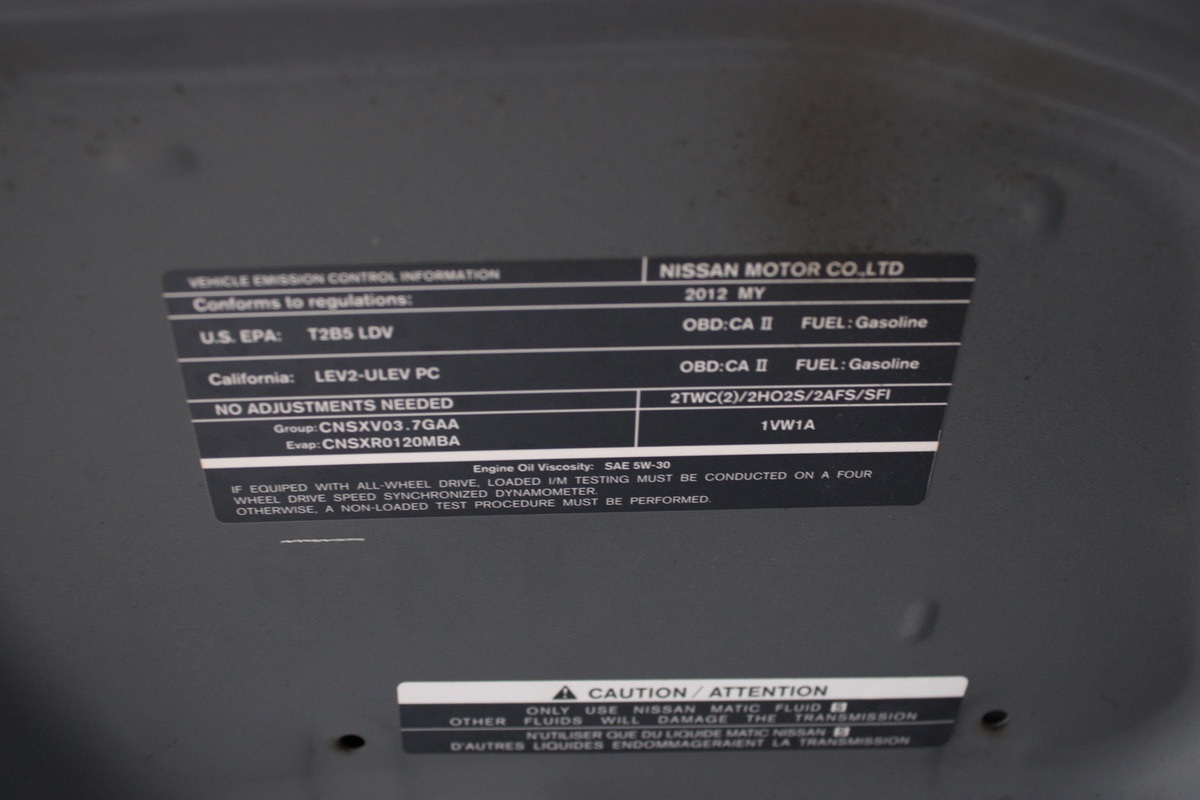 VEHICLE EMISSION CONTROL INFORMATION NISSAN MOTOR CO.,LTD
Conforms to regulations: 2012 MY
U.S. EPA: T2B5 LDV OBD:CA II FUEL:Gasoline
California: LEV2-ULEV PC OBD:CA II FUEL:Gasoline
NO ADJUSTMENTS NEEDED 2TWC(2)/2HO2S/2AFS/SFI
Group:CNSXV03.7GAA 1VW1A
Evap:CNSXR0120MBA
Engine Oil Viscosity: SAE 5W-30
IF EQUIPED WITH ALL-WHEEL DRIVE, LOADED I/M TESTING MUST BE CONDUCTED ON A FOUR
WHEEL DRIVE SPEED SYNCHRONIZED DYNAMOMETER.
OTHERWISE, A NON-LOADED TEST PROCEDURE MUST BE PERFORMED.
CAUTION / ATTENTION
ONLY USE NISSAN MATIC FLUID S
OTHER FLUIDS WILL DAMAGE THE TRANSMISSION
N'UTILISER QUE DU LIQUIDE MATIC NISSAN S
D'AUTRES LIQUIDES ENDOMMAGERAIENT LA TRANSMISSION